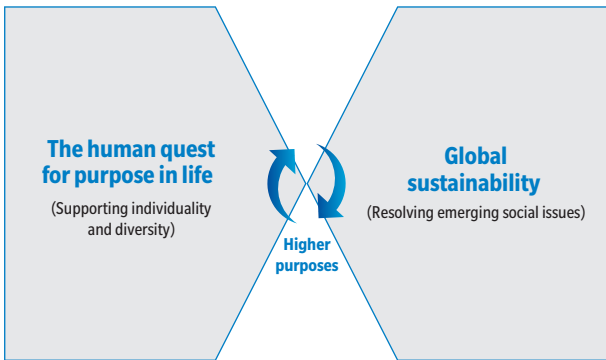 The human quest
for purpose in life
(Supporting individuality
and diversity)
Higher
purposes
Global
sustainability
(Resolving emerging social issues)